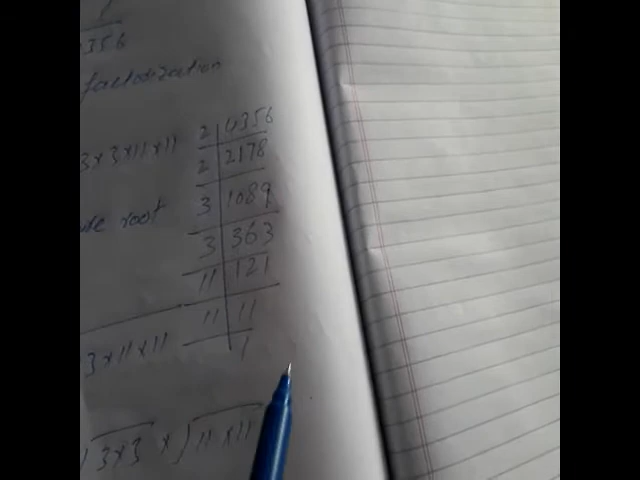 4356
factorization
2 | 4356
3 x 3 x 11 x 11 2 | 2178
3 | 1089
root
3 | 363
11 | 121
11 | 11
3 x 11 x 11 1
√3 x 3 x √11 x 11